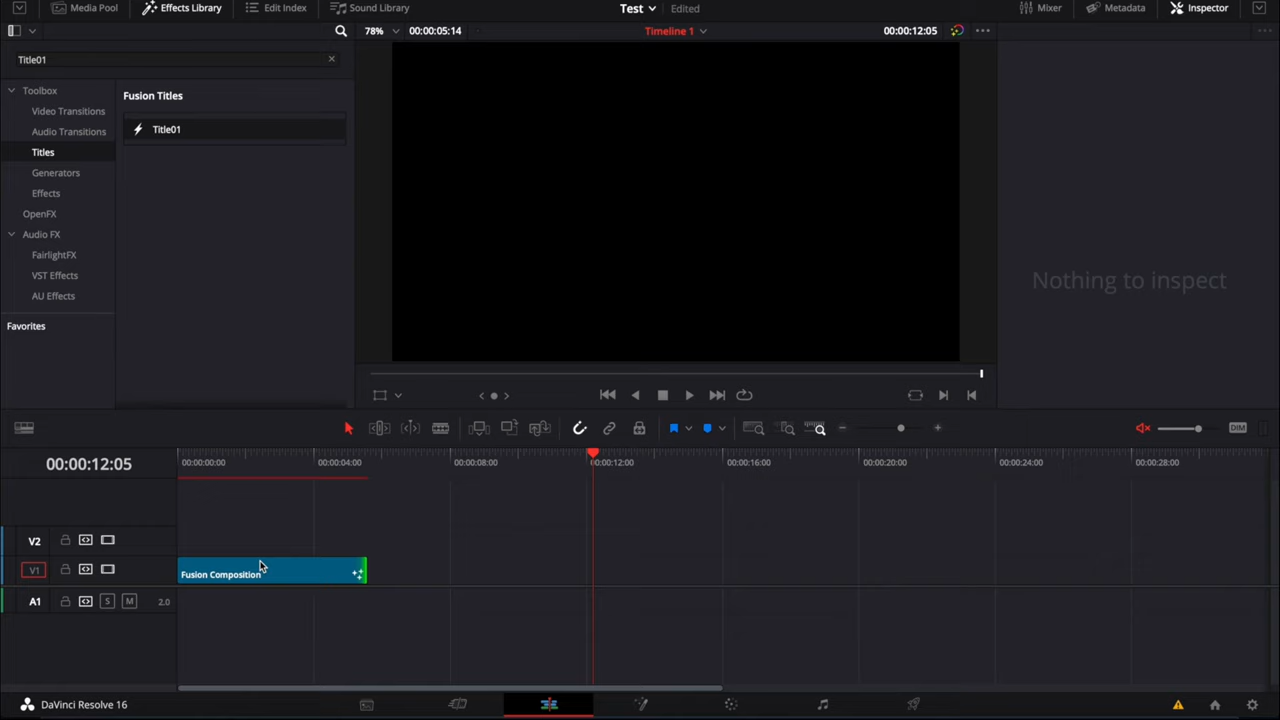 Media Pool Effects Library Edit Index Sound Library Test Edited Mixer Metadata Inspector
78% 00:00:05:14 Timeline 1 00:00:12:05
Title01
Toolbox
Video Transitions
Audio Transitions
Titles
Generators
Effects
OpenFX
Audio FX
FairlightFX
VST Effects
AU Effects
Favorites
Fusion Titles
Title01
Nothing to inspect
DIM
00:00:12:05
00:00:00:00 00:00:04:00 00:00:08:00 00:00:12:00 00:00:16:00 00:00:20:00 00:00:24:00 00:00:28:00
V2
V1
Fusion Composition
A1 S M 2.0
DaVinci Resolve 16